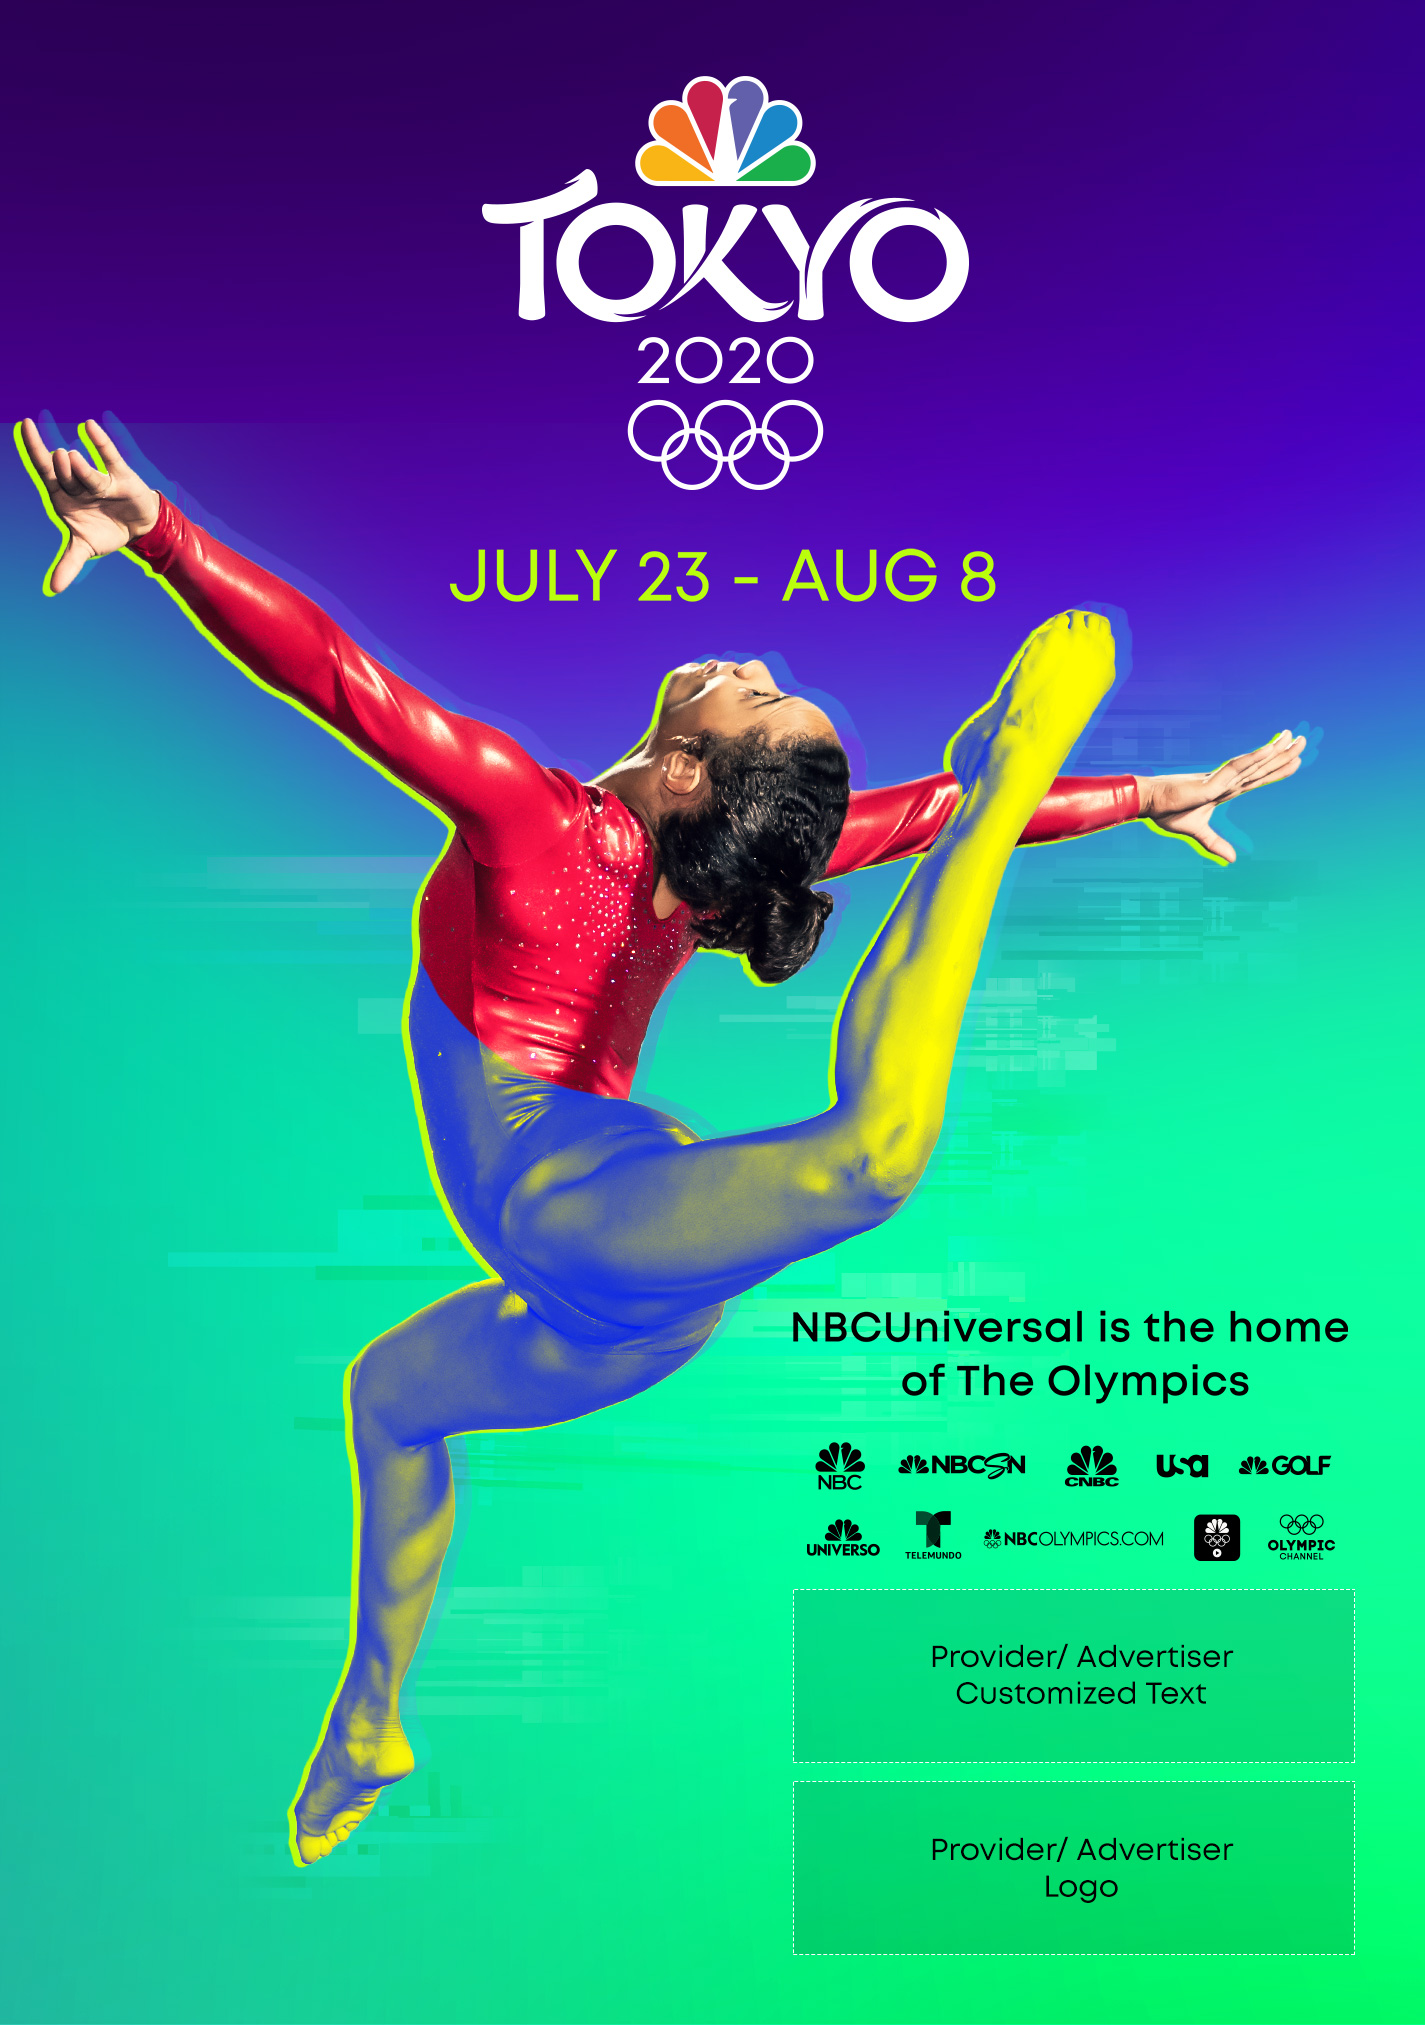 TOKYO
2020
JULY 23 - AUG 8
NBCUniversal is the home
of The Olympics
NBC
NBCSN
CNBC
usa
GOLF
UNIVERSO
TELEMUNDO
NBCOLYMPICS.COM
OLYMPIC
CHANNEL
Provider/ Advertiser
Customized Text
Provider/ Advertiser
Logo